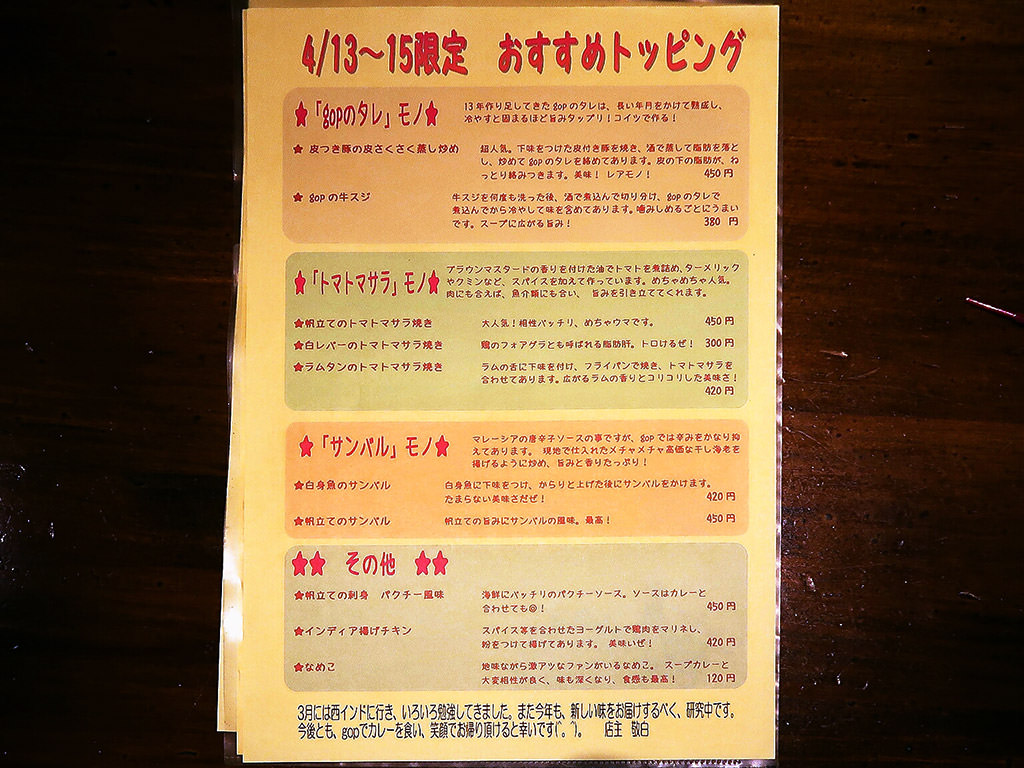 4/13～15限定　おすすめトッピング
★「gopのタレ」モノ★
13年作り足してきたgopのタレは、長い年月をかけて熟成し、
冷やすと固まるほど旨みタップリ！コイツで作る！
★ 皮つき豚の皮さくさく蒸し炒め
超人気。下味をつけた皮付き豚を焼き、酒で蒸して脂肪を落と
し、炒めてgopのタレを絡めてあります。皮の下の脂肪が、ね
っとり絡みつきます。美味！レアモノ！ 450円
★ gopの牛スジ
牛スジを何度も洗った後、酒で煮込んで切り分け、gopのタレで
煮込んでから冷やして味を含めてあります。噛みしめるごとにうまい
です。スープに広がる旨み！ 380 円
★「トマトマサラ」モノ★
ブラウンマスタードの香りを付けた油でトマトを煮詰め、ターメリック
やクミンなど、スパイスを加えて作っています。めちゃめちゃ人気。
肉にも合えば、魚介類にも合い、 旨みを引き立ててくれます。
★帆立てのトマトマサラ焼き 大人気！相性バッチリ、めちゃウマです。 450円
★白レバーのトマトマサラ焼き 鶏のフォアグラとも呼ばれる脂肪肝。トロけるぜ！ 300円
★ラムタンのトマトマサラ焼き ラムの舌に下味を付け、フライパンで焼き、トマトマサラを
合わせてあります。広がるラムの香りとコリコリした美味さ！
420円
★「サンバル」モノ★
マレーシアの唐辛子ソースの事ですが、gopでは辛みをかなり抑
えてあります。 現地で仕入れたメチャメチャ高価な干し海老を
揚げるように炒め、旨みと香りたっぷり！
★白身魚のサンバル 白身魚に下味をつけ、からりと上げた後にサンバルをかけます。
たまらない美味さだぜ！ 420円
★帆立てのサンバル 帆立ての旨みにサンバルの風味。最高！ 450円
★★ その他 ★★
★帆立ての刺身　パクチー風味 海鮮にバッチリのパクチーソース。ソースはカレーと
合わせても◎！ 450円
★インディア揚げチキン スパイス等を合わせたヨーグルトで鶏肉をマリネし、
粉をつけて揚げてあります。 美味いぜ！ 420円
★なめこ 地味ながら激アツなファンがいるなめこ。 スープカレーと
大変相性が良く、味も深くなり、食感も最高！ 120円
3月には西インドに行き、いろいろ勉強してきました。また今年も、新しい味をお届けするべく、研究中です。
今後とも、gopでカレーを食い、笑顔でお帰り頂けると幸いです(^。^)。　店主　敬白